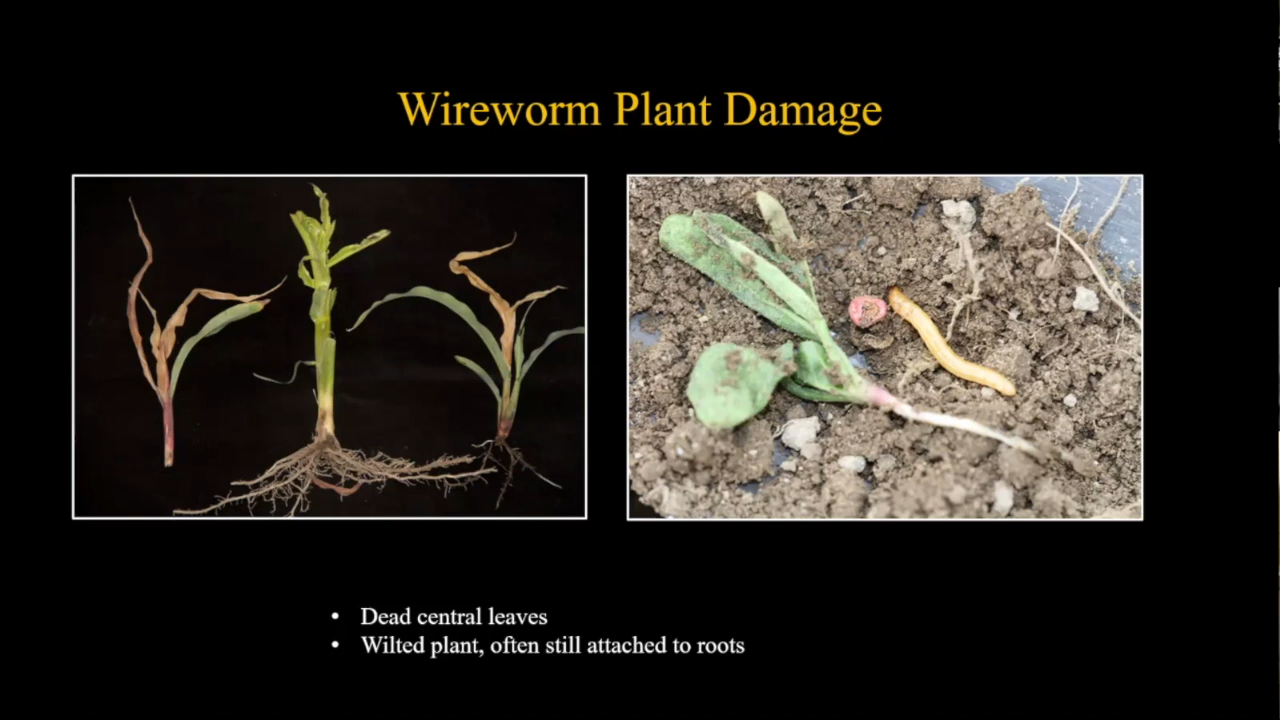 Wireworm Plant Damage
• Dead central leaves
• Wilted plant, often still attached to roots